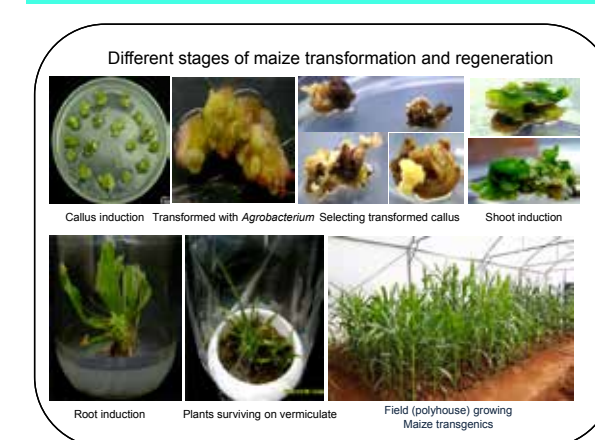 Different stages of maize transformation and regeneration
Callus induction Transformed with Agrobacterium Selecting transformed callus Shoot induction
Root induction Plants surviving on vermiculate Field (polyhouse) growing
Maize transgenics